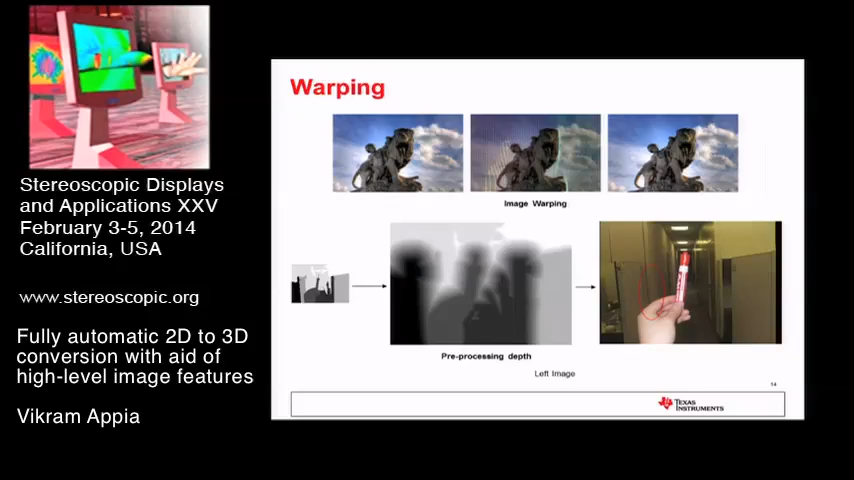 Stereoscopic Displays
and Applications XXV
February 3-5, 2014
California, USA
www.stereoscopic.org
Fully automatic 2D to 3D
conversion with aid of
high-level image features
Vikram Appia
Warping
Image Warping
Pre-processing depth
Left Image
14
TEXAS
INSTRUMENTS